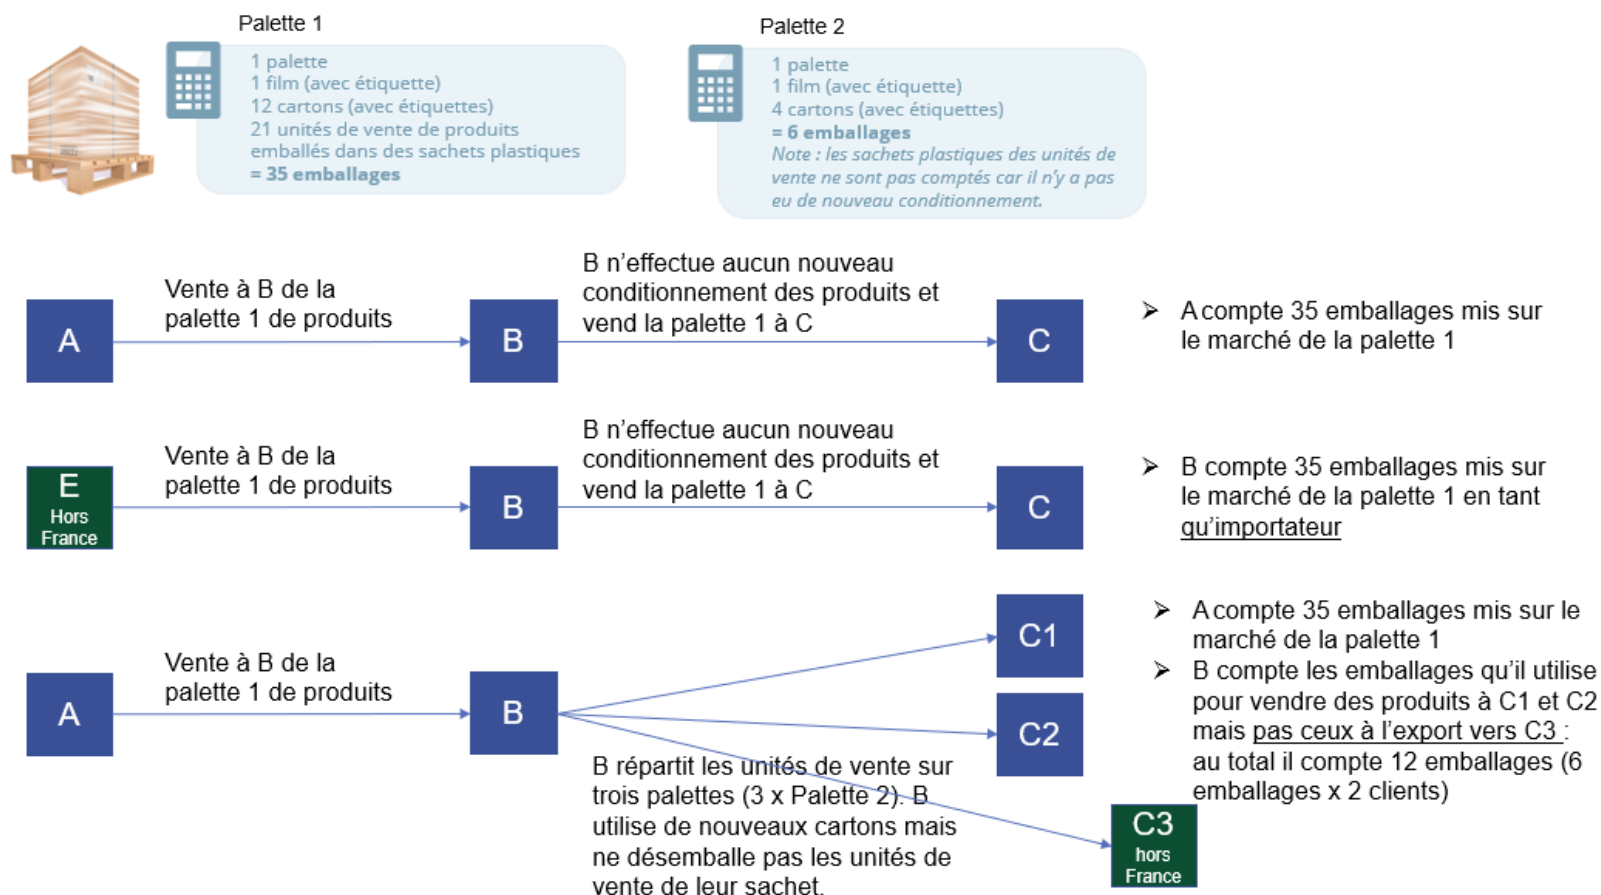 Palette 1
1 palette
1 film (avec étiquette)
12 cartons (avec étiquettes)
21 unités de vente de produits
emballés dans des sachets plastiques
= 35 emballages
Palette 2
1 palette
1 film (avec étiquette)
4 cartons (avec étiquettes)
= 6 emballages
Note : les sachets plastiques des unités de
vente ne sont pas comptés car il n'y a pas
eu de nouveau conditionnement.
A
Vente à B de la
palette 1 de produits
B
B n'effectue aucun nouveau
conditionnement des produits et
vend la palette 1 à C
C
➢ A compte 35 emballages mis sur
le marché de la palette 1
E
Hors
France
Vente à B de la
palette 1 de produits
B
B n'effectue aucun nouveau
conditionnement des produits et
vend la palette 1 à C
C
➢ B compte 35 emballages mis sur
le marché de la palette 1 en tant
qu'importateur
A
Vente à B de la
palette 1 de produits
B
B répartit les unités de vente sur
trois palettes (3 x Palette 2). B
utilise de nouveaux cartons mais
ne désemballe pas les unités de
vente de leur sachet.
C1
C2
C3
hors
France
➢ A compte 35 emballages mis sur le
marché de la palette 1
➢ B compte les emballages qu'il utilise
pour vendre des produits à C1 et C2
mais pas ceux à l'export vers C3 :
au total il compte 12 emballages (6
emballages x 2 clients)